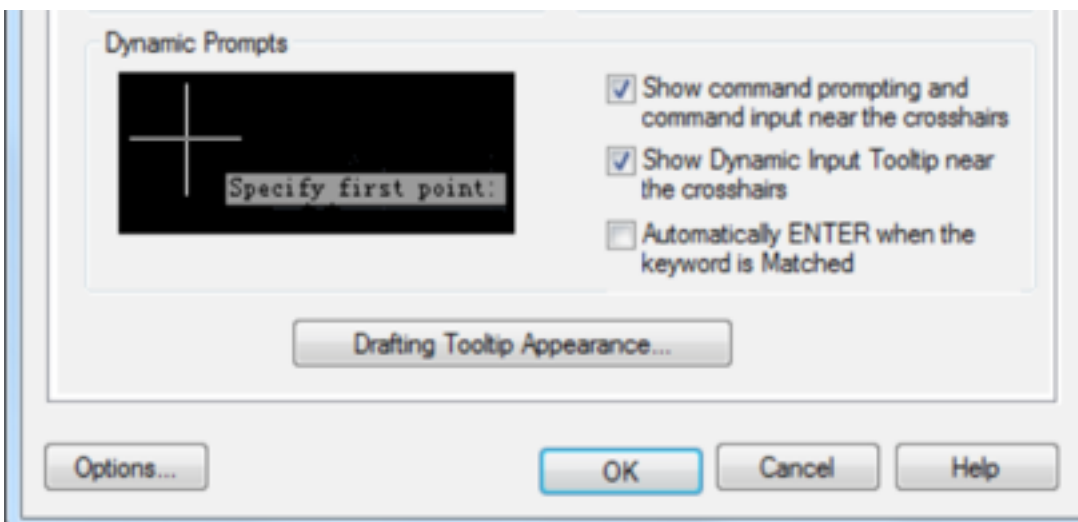 Dynamic Prompts
Specify first point:
Show command prompting and
command input near the crosshairs
Show Dynamic Input Tooltip near
the crosshairs
Automatically ENTER when the
keyword is Matched
Drafting Tooltip Appearance...
Options...
OK
Cancel
Help